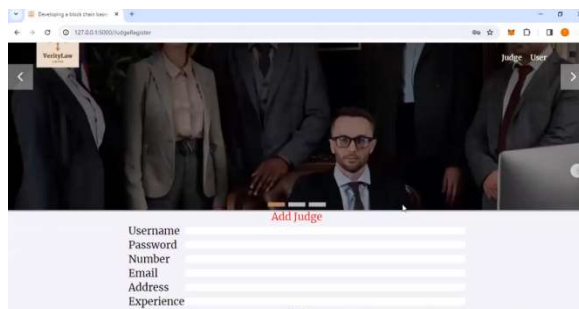 Developing a block chain based
127.0.0.1:5000/JudgeRegister
VerityLaw
Judge User
Add Judge
Username
Password
Number
Email
Address
Experience